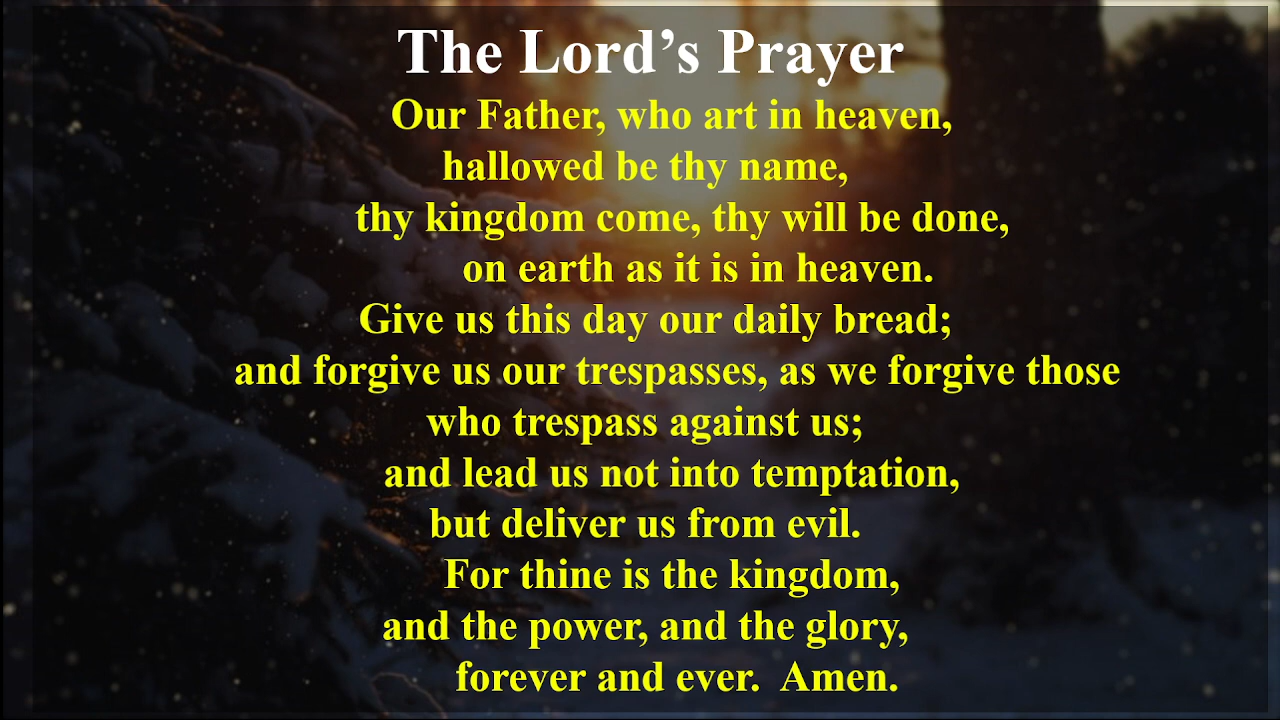 The Lord’s Prayer
Our Father, who art in heaven,
hallowed be thy name,
thy kingdom come, thy will be done,
on earth as it is in heaven.
Give us this day our daily bread;
and forgive us our trespasses, as we forgive those
who trespass against us;
and lead us not into temptation,
but deliver us from evil.
For thine is the kingdom,
and the power, and the glory,
forever and ever.  Amen.